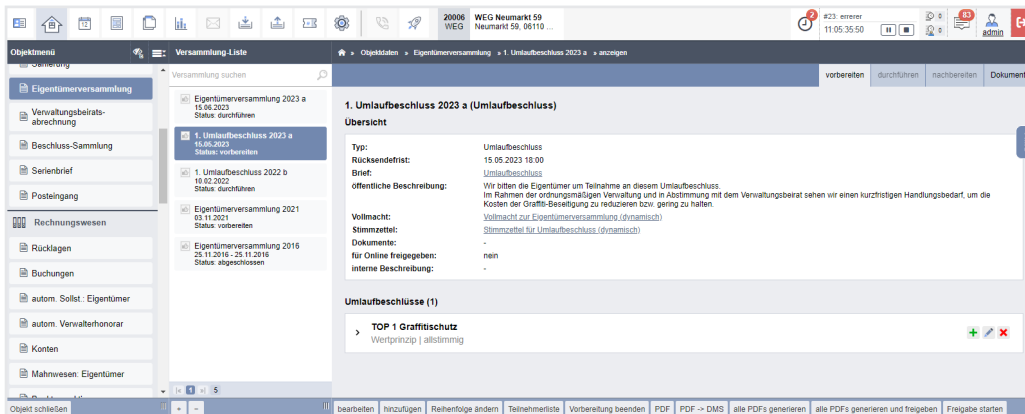 12
20006
WEG
WEG Neumarkt 59
Neumarkt 59, 06110 ...
2
#23: errerer
11:05:35:50
0
0
83
admin
Objektmenü
Versammlung-Liste
» Objektdaten » Eigentümerversammlung » 1. Umlaufbeschluss 2023 a » anzeigen
Sanierung
Eigentümerversammlung
Verwaltungsbeirats-
abrechnung
Beschluss-Sammlung
Serienbrief
Posteingang
Rechnungswesen
Rücklagen
Buchungen
autom. Sollst.: Eigentümer
autom. Verwalterhonorar
Konten
Mahnwesen: Eigentümer
Objekt schließen
Versammlung suchen
Eigentümerversammlung 2023 a
15.06.2023
Status: durchführen
1. Umlaufbeschluss 2023 a
15.05.2023
Status: vorbereiten
1. Umlaufbeschluss 2022 b
10.02.2022
Status: durchführen
Eigentümerversammlung 2021
03.11.2021
Status: vorbereiten
Eigentümerversammlung 2016
25.11.2016 - 25.11.2016
Status: abgeschlossen
1
5
+
-
vorbereiten
durchführen
nachbereiten
Dokument
1. Umlaufbeschluss 2023 a (Umlaufbeschluss)
Übersicht
Typ: Umlaufbeschluss
Rücksendefrist: 15.05.2023 18:00
Brief: Umlaufbeschluss
öffentliche Beschreibung: Wir bitten die Eigentümer um Teilnahme an diesem Umlaufbeschluss.
Im Rahmen der ordnungsmäßigen Verwaltung und in Abstimmung mit dem Verwaltungsbeirat sehen wir einen kurzfristigen Handlungsbedarf, um die
Kosten der Graffiti-Beseitigung zu reduzieren bzw. gering zu halten.
Vollmacht: Vollmacht zur Eigentümerversammlung (dynamisch)
Stimmzettel: Stimmzettel für Umlaufbeschluss (dynamisch)
Dokumente: -
für Online freigegeben: nein
interne Beschreibung: -
Umlaufbeschlüsse (1)
TOP 1 Graffitischutz
Wertprinzip | allstimmig
bearbeiten
hinzufügen
Reihenfolge ändern
Teilnehmerliste
Vorbereitung beenden
PDF
PDF -> DMS
alle PDFs generieren
alle PDFs generieren und freigeben
Freigabe starten